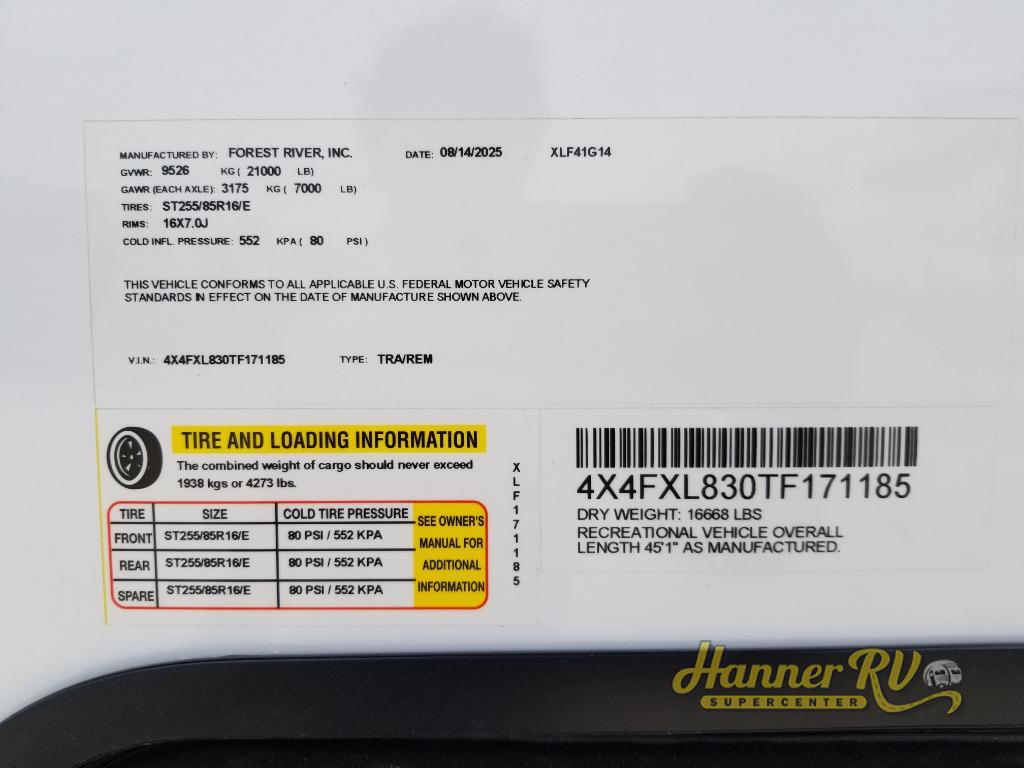 MANUFACTURED BY: FOREST RIVER, INC. DATE: 08/14/2025 XLF41G14
GVWR: 9526 KG ( 21000 LB)
GAWR (EACH AXLE): 3175 KG ( 7000 LB)
TIRES: ST255/85R16/E
RIMS: 16X7.0J
COLD INFL. PRESSURE: 552 KPA ( 80 PSI )
THIS VEHICLE CONFORMS TO ALL APPLICABLE U.S. FEDERAL MOTOR VEHICLE SAFETY
STANDARDS IN EFFECT ON THE DATE OF MANUFACTURE SHOWN ABOVE.
V.I.N.: 4X4FXL830TF171185 TYPE: TRA/REM
TIRE AND LOADING INFORMATION
The combined weight of cargo should never exceed
1938 kgs or 4273 lbs.
TIRE SIZE COLD TIRE PRESSURE
FRONT ST255/85R16/E 80 PSI / 552 KPA
REAR ST255/85R16/E 80 PSI / 552 KPA
SPARE ST255/85R16/E 80 PSI / 552 KPA
SEE OWNER'S
MANUAL FOR
ADDITIONAL
INFORMATION
XLF171185
4X4FXL830TF171185
DRY WEIGHT: 16668 LBS
RECREATIONAL VEHICLE OVERALL
LENGTH 45'1" AS MANUFACTURED.
Hanner RV
SUPERCENTER